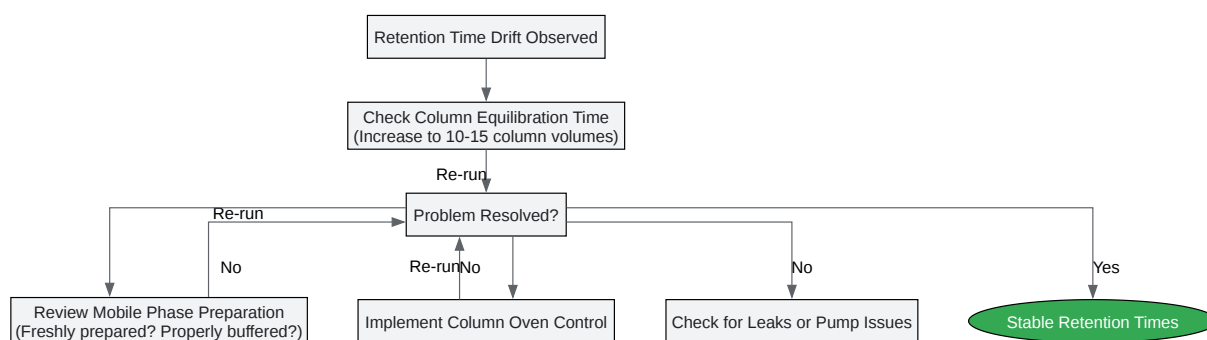 Retention Time Drift Observed
Check Column Equilibration Time
(Increase to 10-15 column volumes)
Re-run
Problem Resolved?
Re-run
No
Re-run
No
No
Yes
Review Mobile Phase Preparation
(Freshly prepared? Properly buffered?)
Implement Column Oven Control
Check for Leaks or Pump Issues
Stable Retention Times